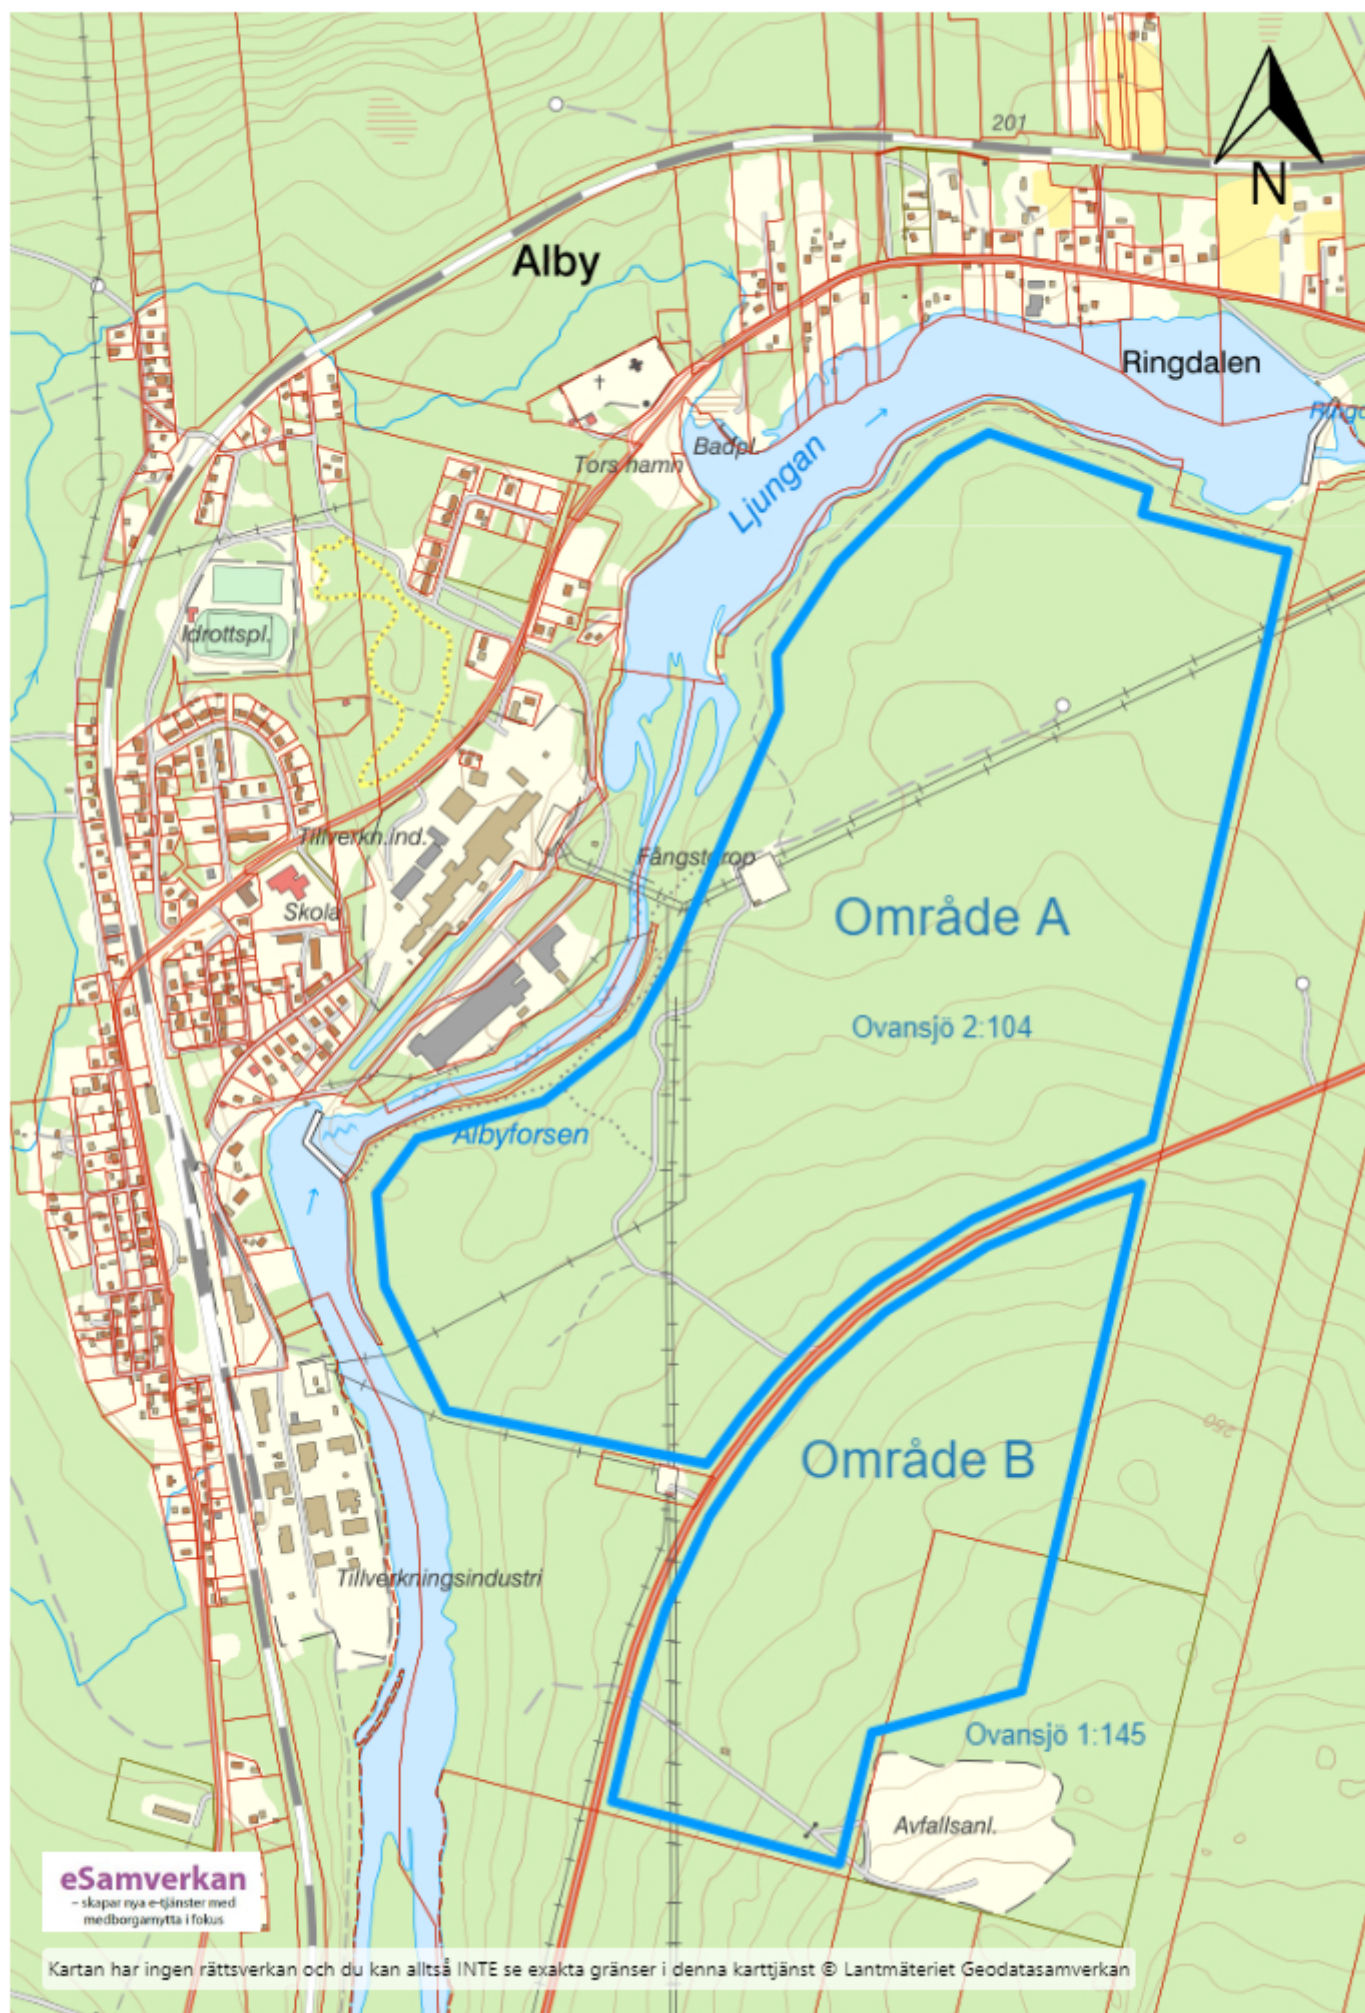 201
N
Alby
Ringdalen
Badpl.
Tors hamn
Ljungan
Idrottspl.
Tillverkn.ind.
Fångstgrop
Skola
Område A
Ovansjö 2:104
Albyforsen
250
Område B
Tillverkningsindustri
Ovansjö 1:145
Avfallsanl.
eSamverkan
– skapar nya e-tjänster med
medborgarnytta i fokus
Kartan har ingen rättsverkan och du kan alltså INTE se exakta gränser i denna karttjänst © Lantmäteriet Geodatasamverkan